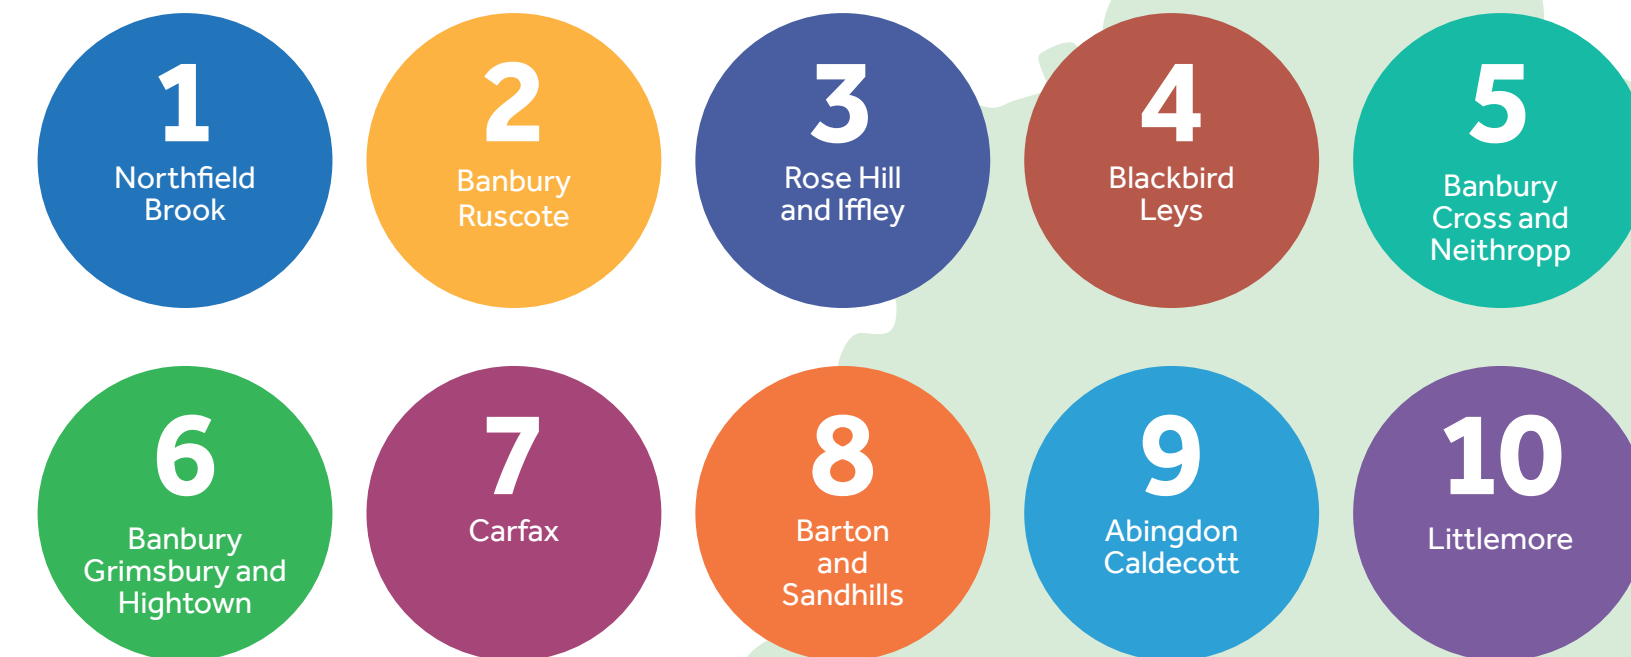 1
Northfield
Brook
2
Banbury
Ruscote
3
Rose Hill
and Iffley
4
Blackbird
Leys
5
Banbury
Cross and
Neithropp
6
Banbury
Grimsbury and
Hightown
7
Carfax
8
Barton
and
Sandhills
9
Abingdon
Caldecott
10
Littlemore